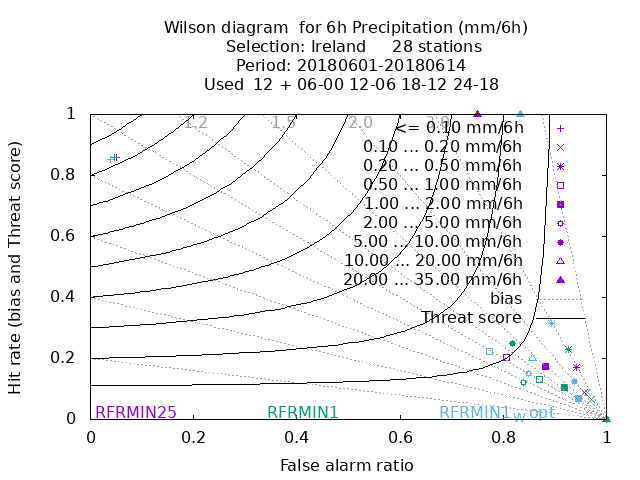 Wilson diagram for 6h Precipitation (mm/6h)
Selection: Ireland 28 stations
Period: 20180601-20180614
Used 12 + 06-00 12-06 18-12 24-18
Hit rate (bias and Threat score)
1
0.8
0.6
0.4
0.2
0
1.2 1.5 2.0 3.0
<= 0.10 mm/6h
0.10 ... 0.20 mm/6h
0.20 ... 0.50 mm/6h
0.50 ... 1.00 mm/6h
1.00 ... 2.00 mm/6h
2.00 ... 5.00 mm/6h
5.00 ... 10.00 mm/6h
10.00 ... 20.00 mm/6h
20.00 ... 35.00 mm/6h
bias
Threat score
RFRMIN25 RFRMIN1 RFRMIN1w opt
0 0.2 0.4 0.6 0.8 1
False alarm ratio